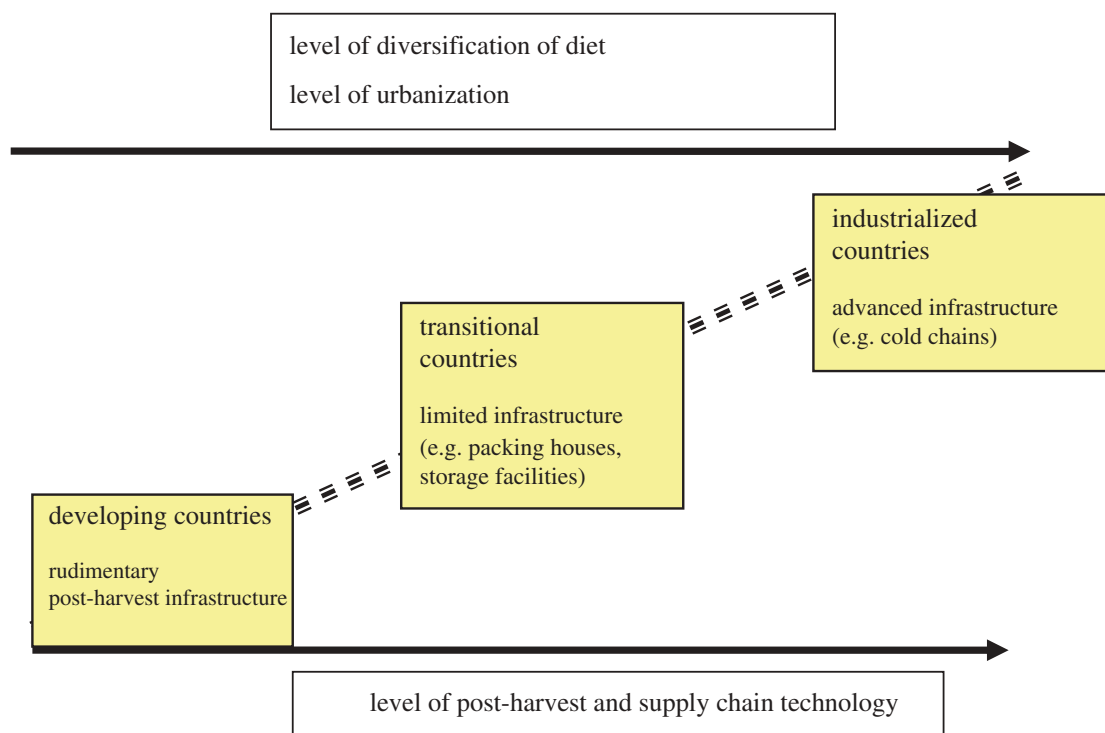 level of diversification of diet
level of urbanization
industrialized
countries
advanced infrastructure
(e.g. cold chains)
transitional
countries
limited infrastructure
(e.g. packing houses,
storage facilities)
developing countries
rudimentary
post-harvest infrastructure
level of post-harvest and supply chain technology